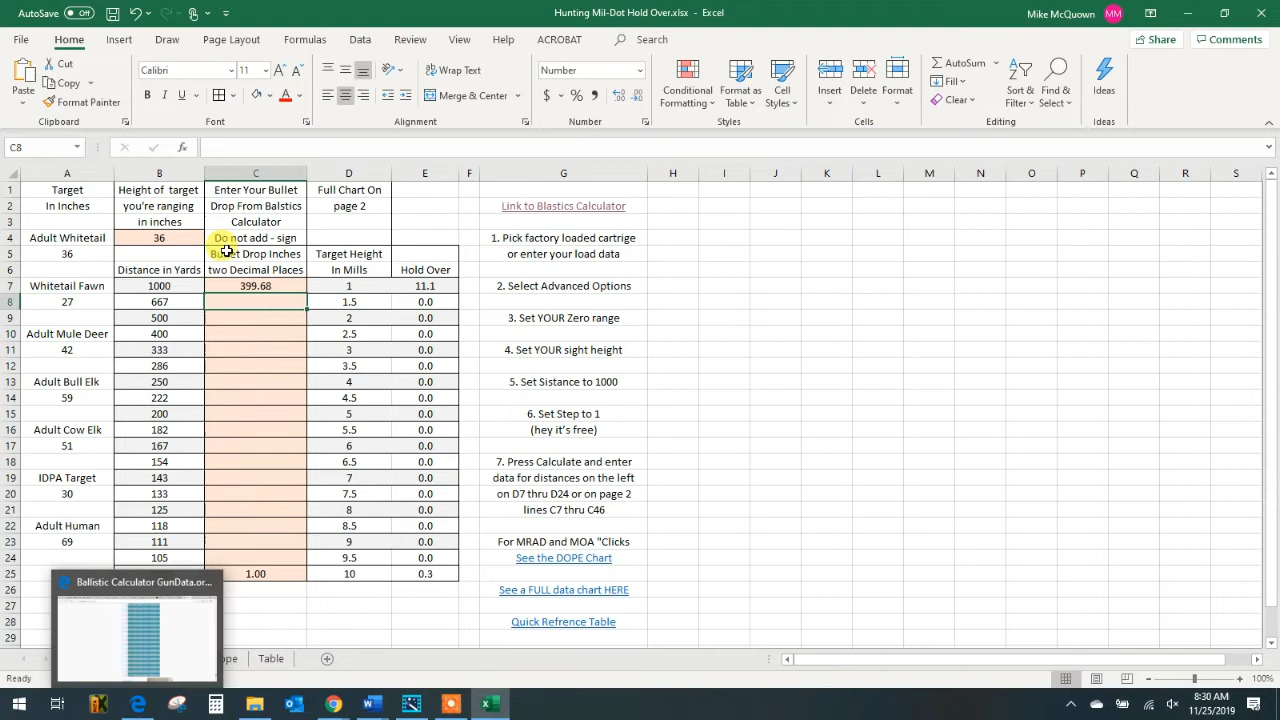 AutoSave Off
Hunting Mil-Dot Hold Over.xlsx - Excel
Mike McQuown MM
File Home Insert Draw Page Layout Formulas Data Review View Help ACROBAT Search Share Comments
Paste Cut Copy Format Painter
Calibri 11 Wrap Text Merge & Center Number
B I U A $ % 9
Conditional Formatting Format as Table Cell Styles
Insert Delete Format
AutoSum Fill Clear Sort & Filter Find & Select Ideas
Clipboard Font Alignment Number Styles Cells Editing Ideas
C8 fx
A B C D E F G H I J K L M N O P Q R S
1 Target Height of target Enter Your Bullet Full Chart On
2 In Inches you're ranging Drop From Balstics page 2 Link to Blastics Calculator
3 in inches Calculator
4 Adult Whitetail 36 Do not add - sign 1. Pick factory loaded cartrige
5 36 Bullet Drop Inches Target Height or enter your load data
6 Distance in Yards two Decimal Places In Mills Hold Over
7 Whitetail Fawn 1000 399.68 1 11.1 2. Select Advanced Options
8 27 667 1.5 0.0
9 500 2 0.0 3. Set YOUR Zero range
10 Adult Mule Deer 400 2.5 0.0
11 42 333 3 0.0 4. Set YOUR sight height
12 286 3.5 0.0
13 Adult Bull Elk 250 4 0.0 5. Set Sistance to 1000
14 59 222 4.5 0.0
15 200 5 0.0 6. Set Step to 1
16 Adult Cow Elk 182 5.5 0.0 (hey it's free)
17 51 167 6 0.0
18 154 6.5 0.0 7. Press Calculate and enter
19 IDPA Target 143 7 0.0 data for distances on the left
20 30 133 7.5 0.0 on D7 thru D24 or on page 2
21 125 8 0.0 lines C7 thru C46
22 Adult Human 118 8.5 0.0
23 69 111 9 0.0 For MRAD and MOA "Clicks
24 105 9.5 0.0 See the DOPE Chart
25 1.00 10 0.3
26 See a FULL data chart HERE
27
28 Quick Refrence Table
29
Ballistic Calculator GunData.or...
ope Table
Ready 100%
8:30 AM
11/25/2019